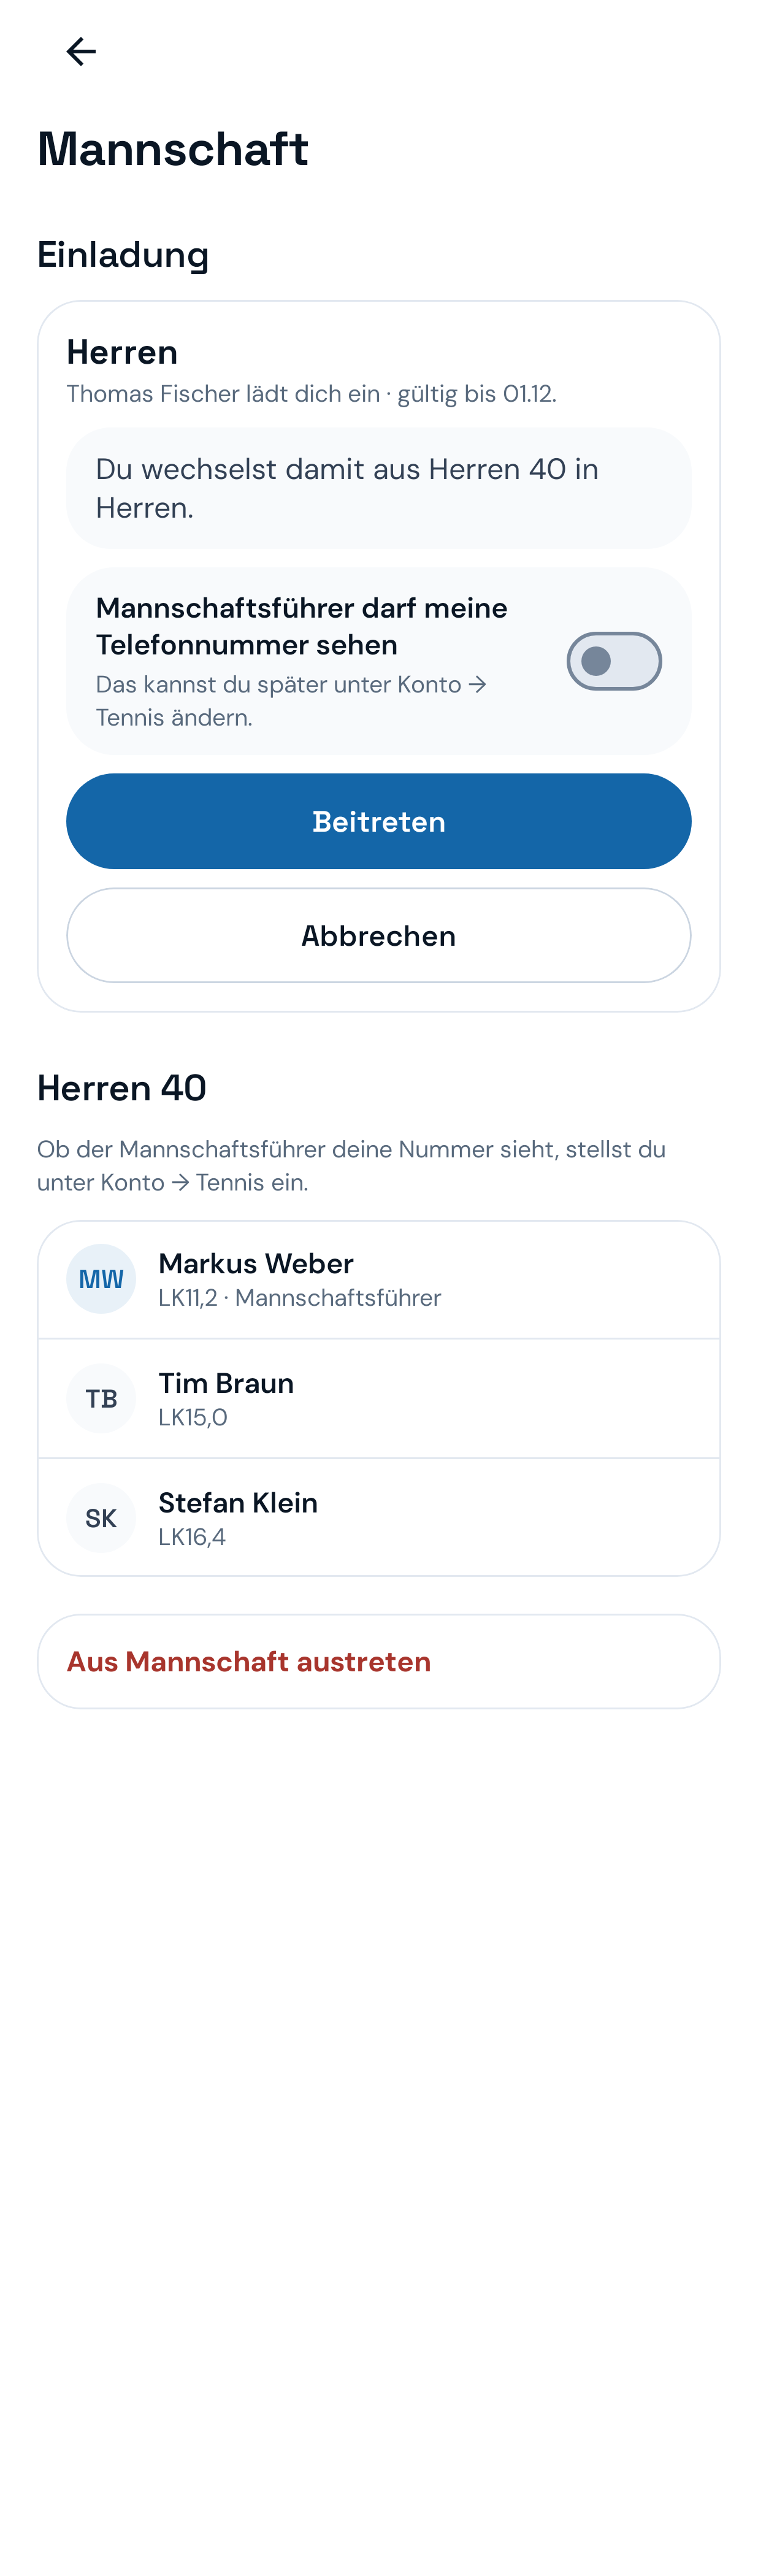 Mannschaft
Einladung
Herren
Thomas Fischer lädt dich ein · gültig bis 01.12.
Du wechselst damit aus Herren 40 in
Herren.
Mannschaftsführer darf meine
Telefonnummer sehen
Das kannst du später unter Konto →
Tennis ändern.
Beitreten
Abbrechen
Herren 40
Ob der Mannschaftsführer deine Nummer sieht, stellst du
unter Konto → Tennis ein.
MW
Markus Weber
LK11,2 · Mannschaftsführer
TB
Tim Braun
LK15,0
SK
Stefan Klein
LK16,4
Aus Mannschaft austreten